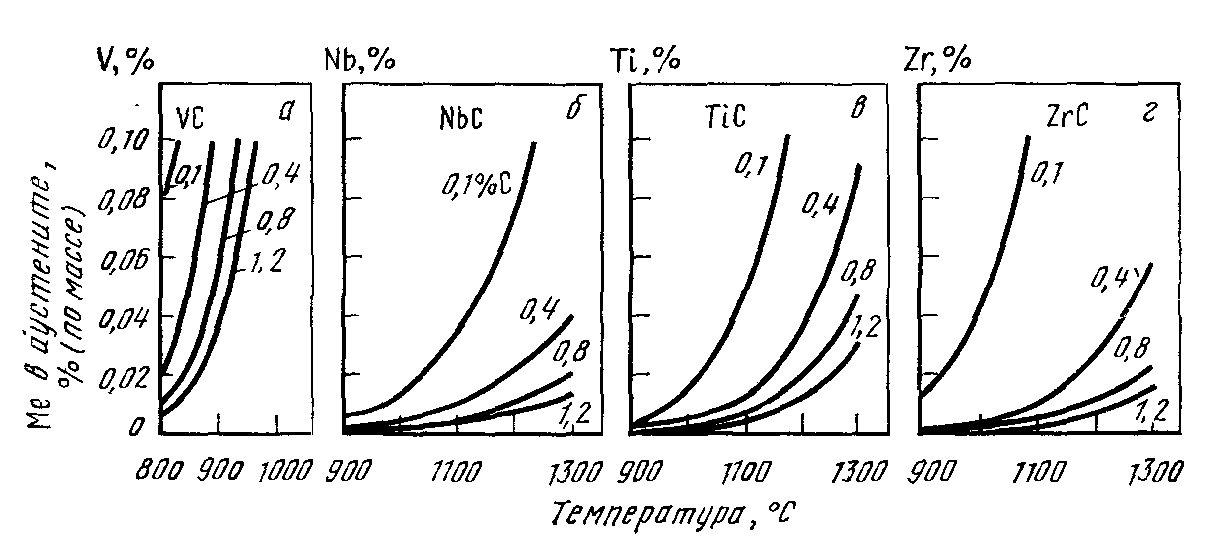 V, %
Nb, %
Ti, %
Zr, %
Me в аустените,
% (по массе)
0,10
0,08
0,06
0,04
0,02
0
VC
а
0,1
0,4
0,8
1,2
800 900 1000
NbC
б
0,1%С
0,4
0,8
1,2
900 1100 1300
TiC
в
0,1
0,4
0,8
1,2
900 1100 1300
ZrC
г
0,1
0,4
0,8
1,2
900 1100 1300
Температура, °С